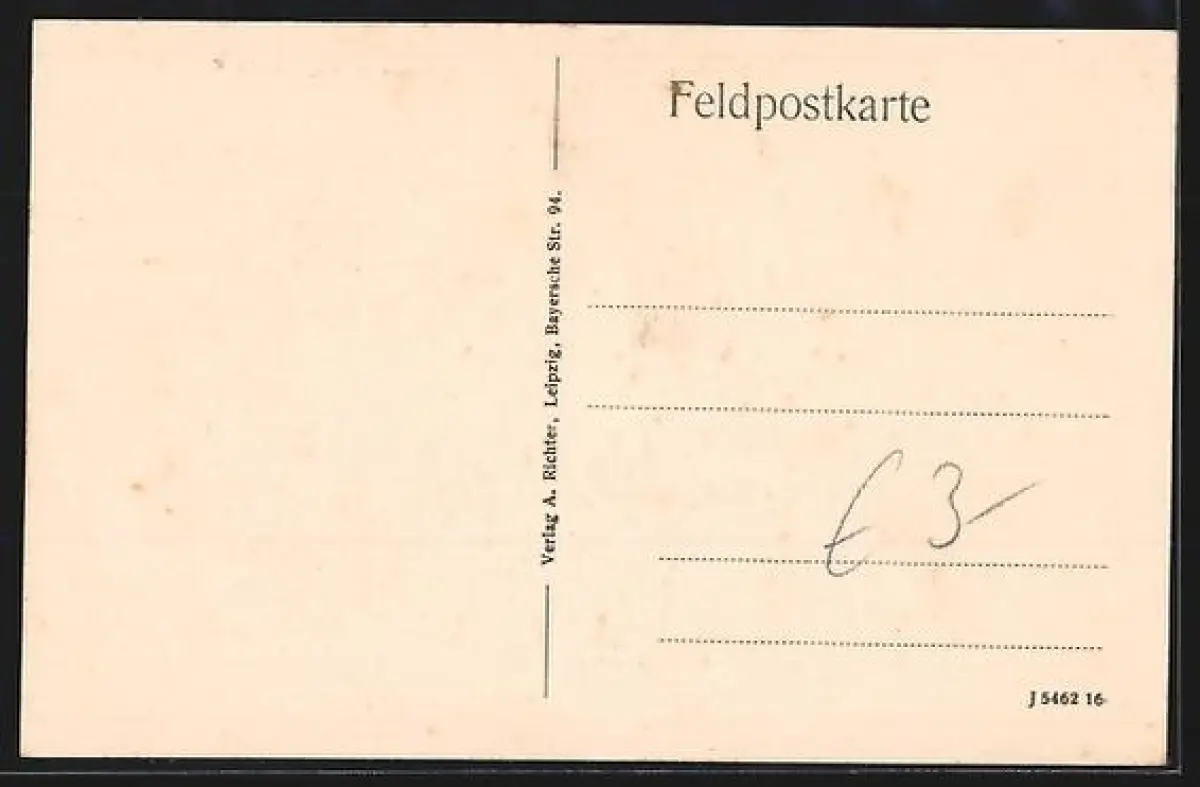 Feldpostkarte
Verlag A. Richter, Leipzig, Bayersche Str. 94.
£ 3-
J 5462 16